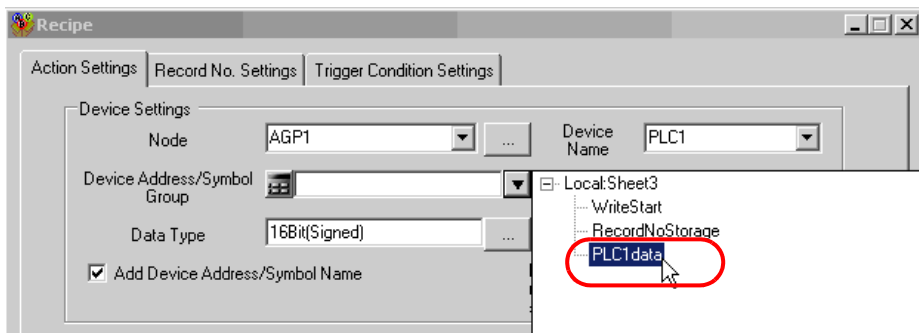 Recipe
Action Settings Record No. Settings Trigger Condition Settings
Device Settings
Node AGP1 ... Device Name PLC1
Device Address/Symbol Group
Local:Sheet3
WriteStart
RecordNoStorage
PLC1data
Data Type 16Bit(Signed) ...
Add Device Address/Symbol Name